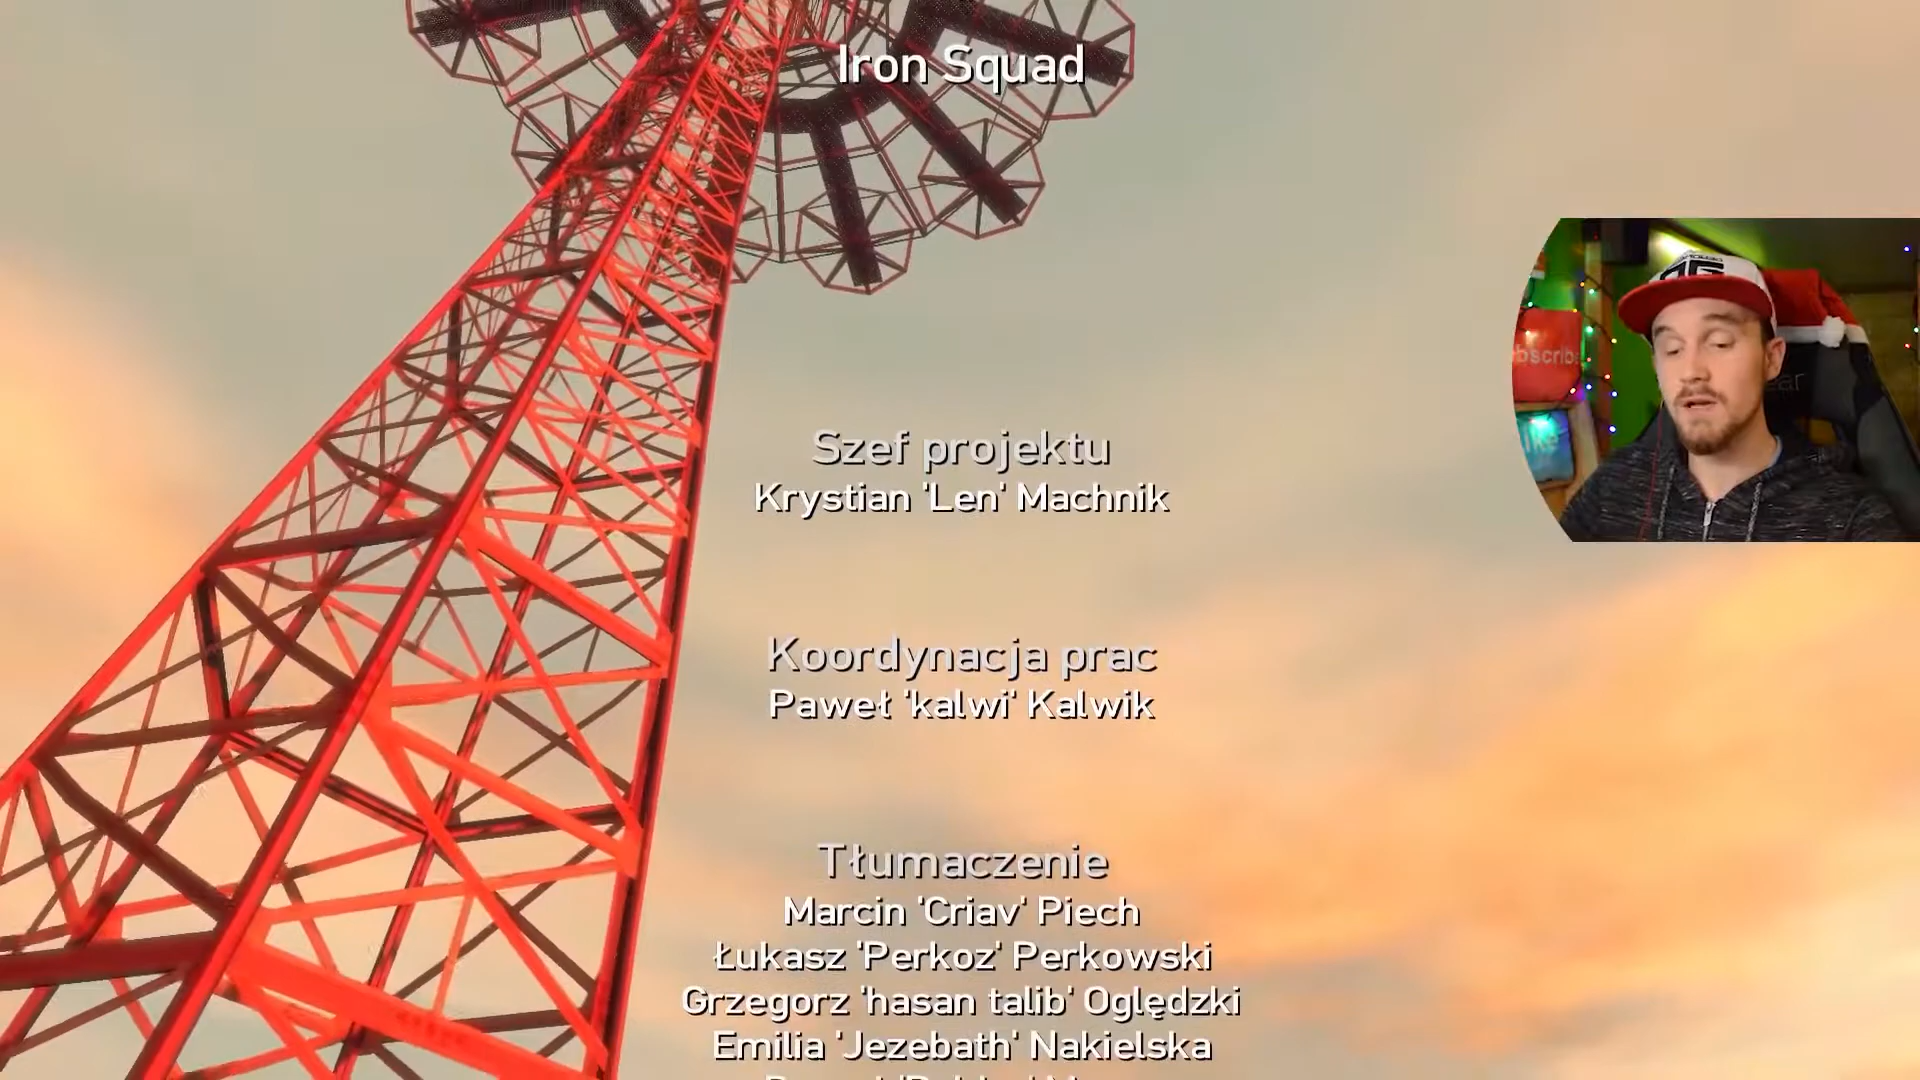 Iron Squad
Szef projektu
Krystian 'Len' Machnik
Koordynacja prac
Paweł 'kalwi' Kalwik
Tłumaczenie
Marcin 'Criav' Piech
Łukasz 'Perkoz' Perkowski
Grzegorz 'hasan talib' Oględzki
Emilia 'Jezebath' Nakielska